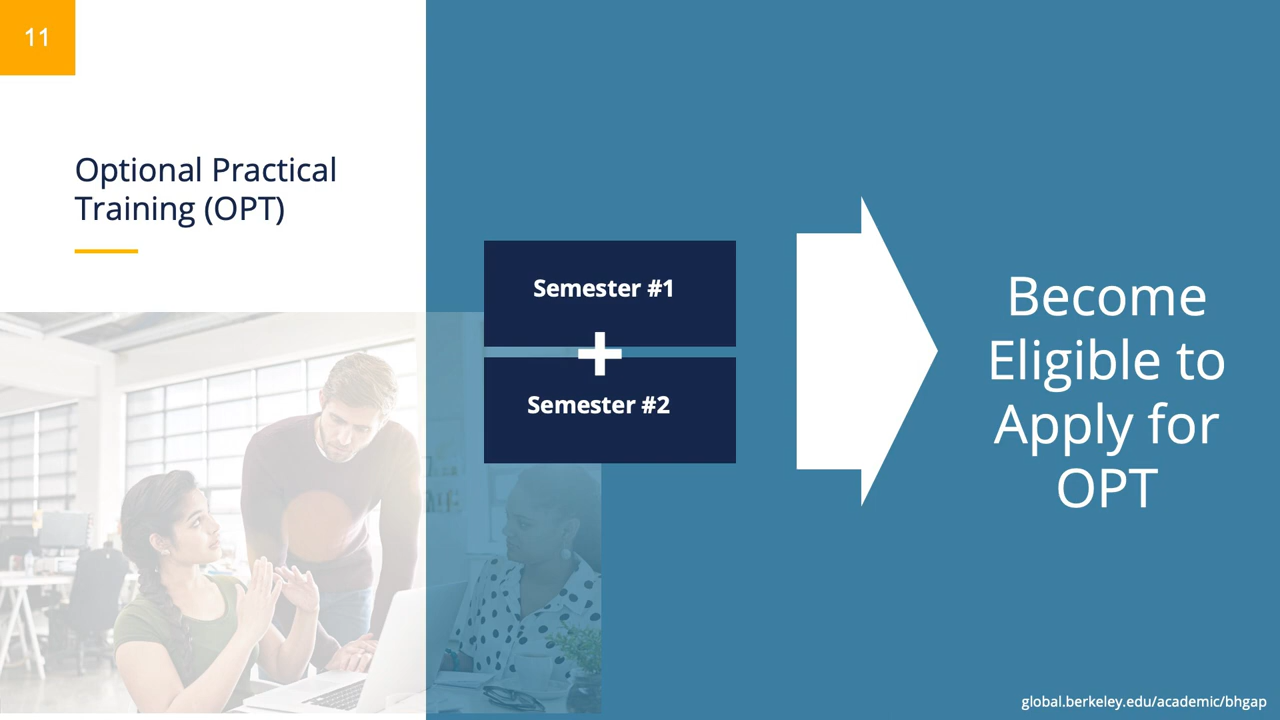 11
Optional Practical
Training (OPT)
Semester #1
+
Semester #2
Become
Eligible to
Apply for
OPT
global.berkeley.edu/academic/bhgap